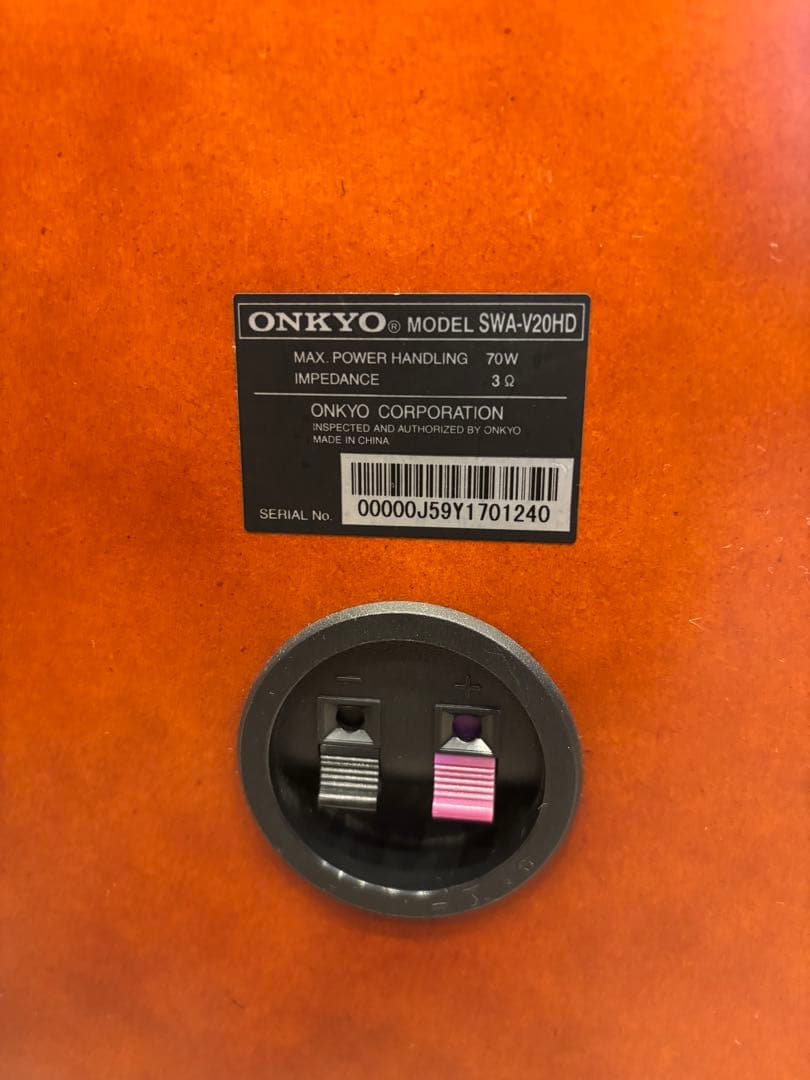 ONKYO® MODEL SWA-V20HD
MAX. POWER HANDLING 70W
IMPEDANCE 3 Ω
ONKYO CORPORATION
INSPECTED AND AUTHORIZED BY ONKYO
MADE IN CHINA
SERIAL No. 00000J59Y1701240
− +